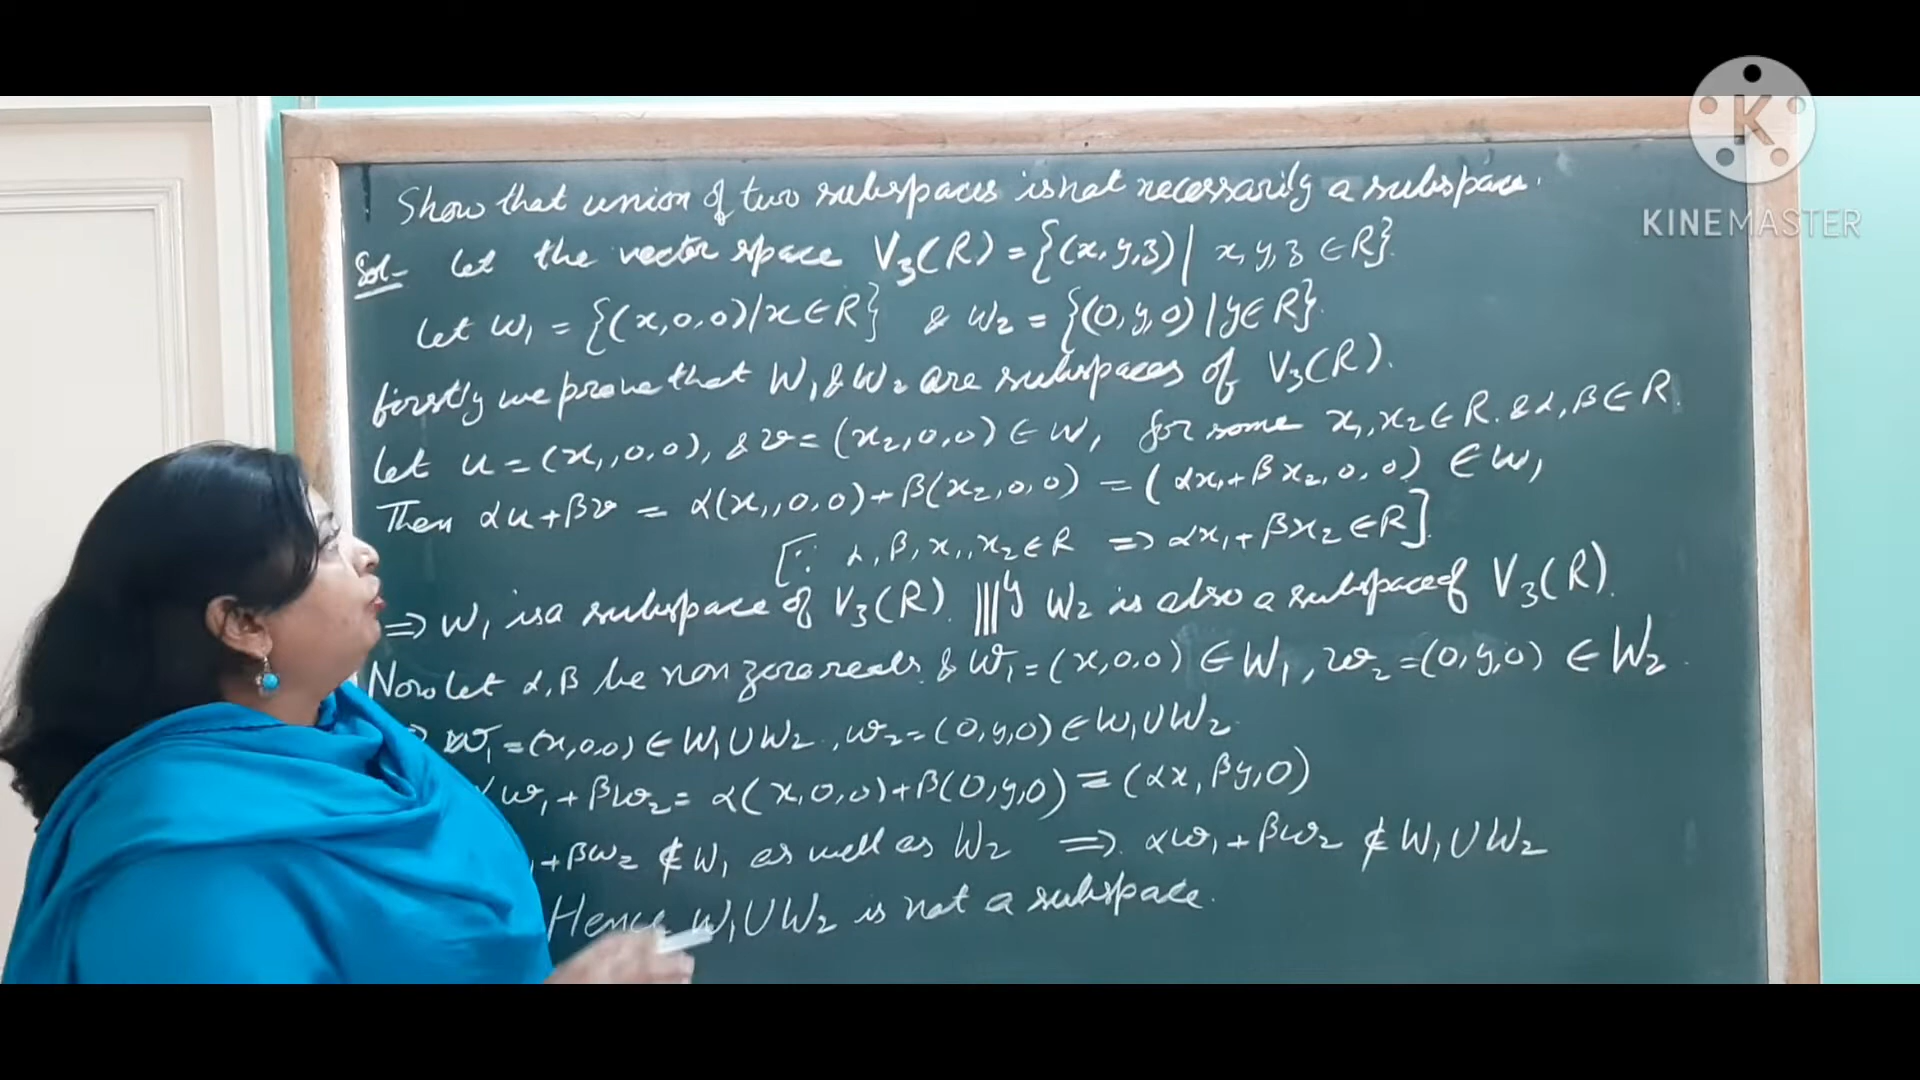 Show that union of two subspaces is not necessarily a subspace.
Sol- Let the vector space V₃(R) = {(x, y, z) | x, y, z ∈ R}.
Let W₁ = {(x, 0, 0) | x ∈ R} & W₂ = {(0, y, 0) | y ∈ R}.
firstly we prove that W₁ & W₂ are subspaces of V₃(R).
Let u = (x₁, 0, 0), & v = (x₂, 0, 0) ∈ W₁ for some x₁, x₂ ∈ R. & α, β ∈ R.
Then αu + βv = α(x₁, 0, 0) + β(x₂, 0, 0) = (αx₁ + βx₂, 0, 0) ∈ W₁
[∵ α, β, x₁, x₂ ∈ R ⇒ αx₁ + βx₂ ∈ R]
⇒ W₁ is a subspace of V₃(R). |||ly W₂ is also a subspace of V₃(R).
Now let α, β be non zero reals. & w₁ = (x, 0, 0) ∈ W₁, w₂ = (0, y, 0) ∈ W₂.
⇒ w₁ = (x, 0, 0) ∈ W₁ ∪ W₂, w₂ = (0, y, 0) ∈ W₁ ∪ W₂.
w₁ + βw₂ = α(x, 0, 0) + β(0, y, 0) = (αx, βy, 0)
₁ + βw₂ ∉ W₁ as well as W₂ ⇒ αw₁ + βw₂ ∉ W₁ ∪ W₂
Hence W₁ ∪ W₂ is not a subspace.
K
KINEMASTER